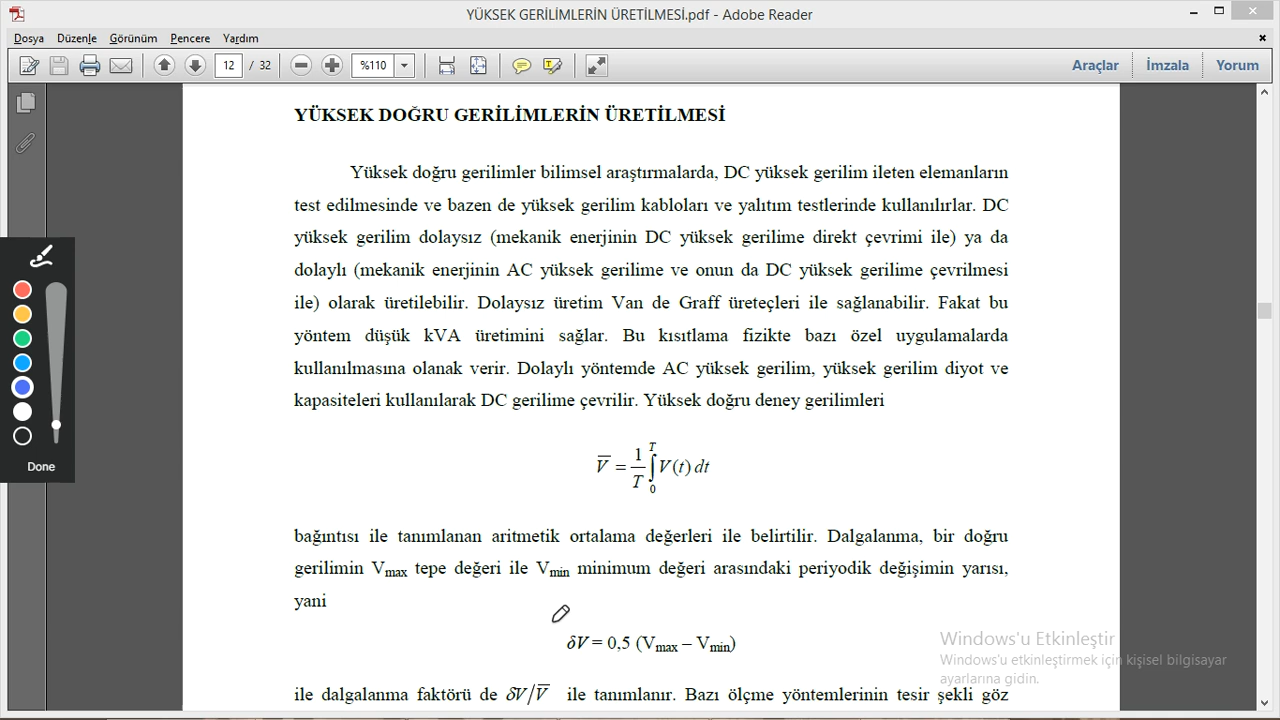 YÜKSEK GERİLİMLERİN ÜRETİLMESİ.pdf - Adobe Reader
Dosya Düzenle Görünüm Pencere Yardım
12 / 32 %110 Araçlar İmzala Yorum
YÜKSEK DOĞRU GERİLİMLERİN ÜRETİLMESİ
Yüksek doğru gerilimler bilimsel araştırmalarda, DC yüksek gerilim ileten elemanların
test edilmesinde ve bazen de yüksek gerilim kabloları ve yalıtım testlerinde kullanılırlar. DC
yüksek gerilim dolaysız (mekanik enerjinin DC yüksek gerilime direkt çevrimi ile) ya da
dolaylı (mekanik enerjinin AC yüksek gerilime ve onun da DC yüksek gerilime çevrilmesi
ile) olarak üretilebilir. Dolaysız üretim Van de Graff üreteçleri ile sağlanabilir. Fakat bu
yöntem düşük kVA üretimini sağlar. Bu kısıtlama fizikte bazı özel uygulamalarda
kullanılmasına olanak verir. Dolaylı yöntemde AC yüksek gerilim, yüksek gerilim diyot ve
kapasiteleri kullanılarak DC gerilime çevrilir. Yüksek doğru deney gerilimleri
V̅ = 1/T ∫₀ᵀ V(t) dt
bağıntısı ile tanımlanan aritmetik ortalama değerleri ile belirtilir. Dalgalanma, bir doğru
gerilimin Vmax tepe değeri ile Vmin minimum değeri arasındaki periyodik değişimin yarısı,
yani
δV = 0,5 (Vmax – Vmin)
ile dalgalanma faktörü de δV/V̅ ile tanımlanır. Bazı ölçme yöntemlerinin tesir şekli göz
Done
Windows'u Etkinleştir
Windows'u etkinleştirmek için kişisel bilgisayar
ayarlarına gidin.